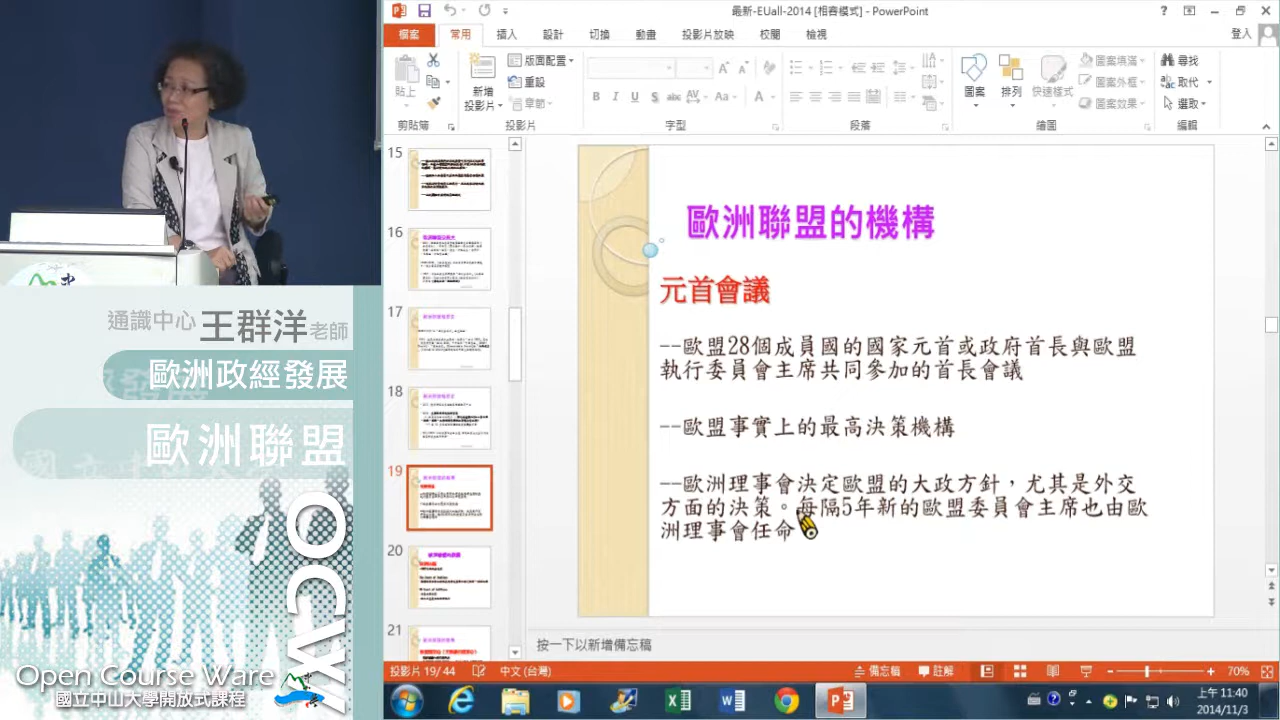 最新-EUall-2014 [相容模式] - PowerPoint
檔案 常用 插入 設計 切換 動畫 投影片放映 校閱 檢視 登入
貼上 新增 投影片 版面配置 重設 章節 圖案 排列 快速樣式 圖案填滿 圖案外框 圖案效果 尋找 取代 選取
B I U S abc AV Aa A
剪貼簿 投影片 字型 段落 繪圖 編輯
15
16
17
18
19
20
21
歐洲聯盟的機構
元首會議
--歐盟28個成員國的國家元首或政府首長與歐盟
執行委員會主席共同參加的首長會議
--歐盟事實上的最高決策機構
--歐洲理事會決定歐盟的大政方針，尤其是外交
方面的決策。每隔5年新的歐盟委員會主席也由歐
洲理事會任命
按一下以新增備忘稿
投影片 19/44 中文 (台灣) 備忘稿 註解 70%
上午 11:40
2014/11/3
通識中心 王群洋老師
歐洲政經發展
歐洲聯盟
OCW
Open Course Ware
國立中山大學開放式課程